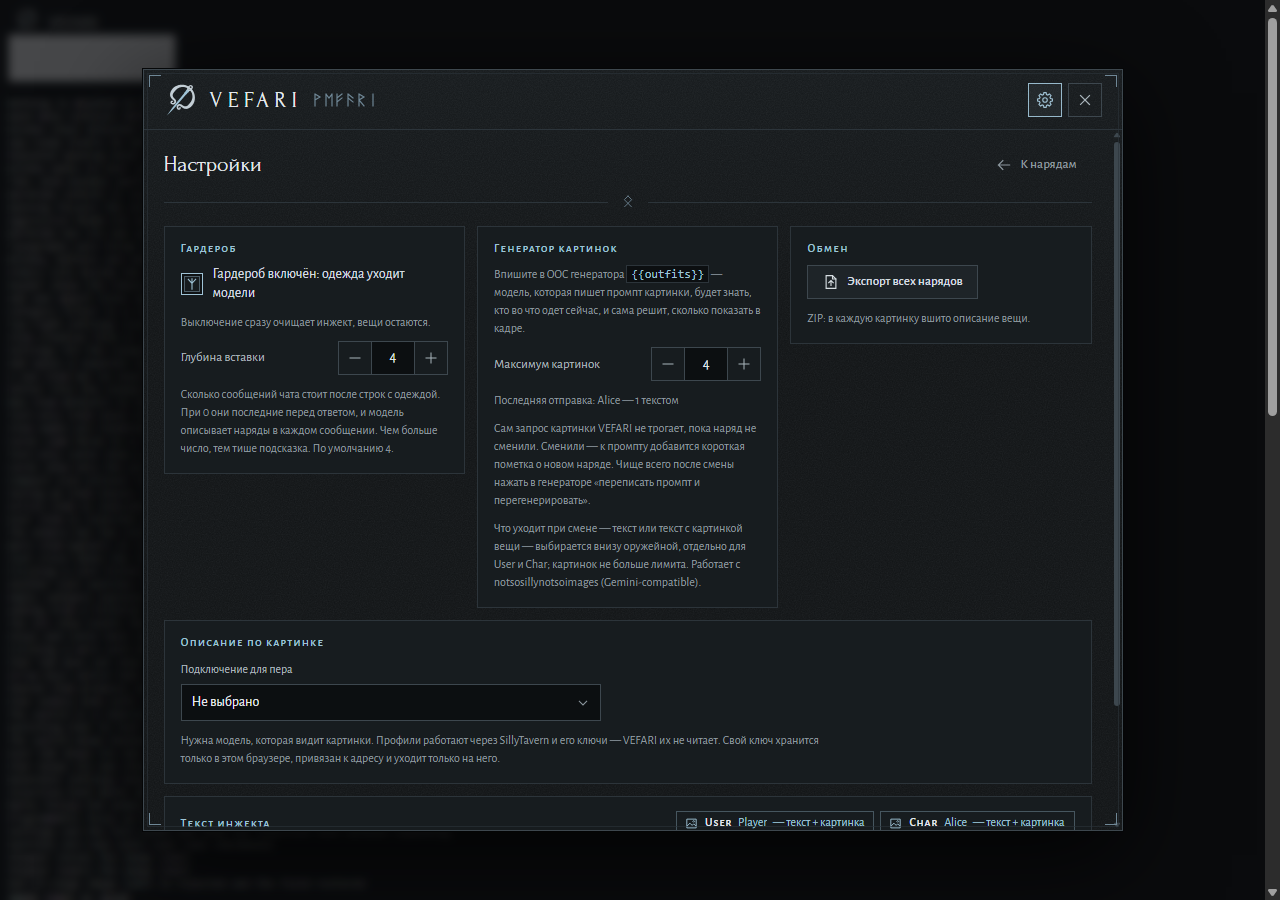 VEFARI ᚹᛖᚠᚨᚱᛁ
Настройки
К нарядам
Гардероб
Гардероб включён: одежда уходит
модели
Выключение сразу очищает инжект, вещи остаются.
Глубина вставки
4
Сколько сообщений чата стоит после строк с одеждой.
При 0 они последние перед ответом, и модель
описывает наряды в каждом сообщении. Чем больше
число, тем тише подсказка. По умолчанию 4.
Генератор картинок
Впишите в OOC генератора {{outfits}} —
модель, которая пишет промпт картинки, будет знать,
кто во что одет сейчас, и сама решит, сколько показать в
кадре.
Максимум картинок
4
Последняя отправка: Alice — 1 текстом
Сам запрос картинки VEFARI не трогает, пока наряд не
сменили. Сменили — к промпту добавится короткая
пометка о новом наряде. Чище всего после смены
нажать в генераторе «переписать промпт и
перегенерировать».
Что уходит при смене — текст или текст с картинкой
вещи — выбирается внизу оружейной, отдельно для
User и Char; картинок не больше лимита. Работает с
notsosillynotsoimages (Gemini-compatible).
Обмен
Экспорт всех нарядов
ZIP: в каждую картинку вшито описание вещи.
Описание по картинке
Подключение для пера
Не выбрано
Нужна модель, которая видит картинки. Профили работают через SillyTavern и его ключи — VEFARI их не читает. Свой ключ хранится
только в этом браузере, привязан к адресу и уходит только на него.
Текст инжекта
User Player — текст + картинка
Char Alice — текст + картинка